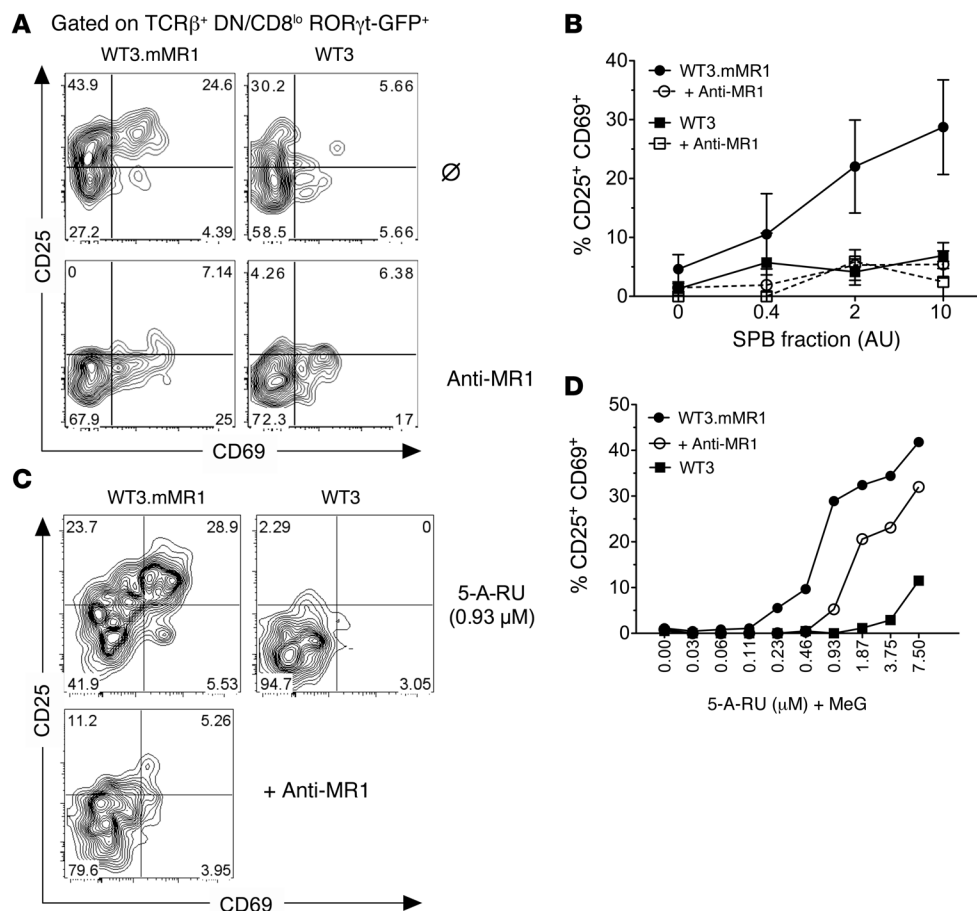 A Gated on TCRβ⁺ DN/CD8ˡᵒ RORγt-GFP⁺
WT3.mMR1 WT3
43.9 24.6 30.2 5.66
Ø
27.2 4.39 58.5 5.66
0 7.14 4.26 6.38
Anti-MR1
67.9 25 72.3 17
CD25
CD69
B
WT3.mMR1
+ Anti-MR1
WT3
+ Anti-MR1
% CD25⁺ CD69⁺
40
30
20
10
0
0 0.4 2 10
SPB fraction (AU)
C
WT3.mMR1 WT3
23.7 28.9 2.29 0
5-A-RU
(0.93 µM)
41.9 5.53 94.7 3.05
11.2 5.26
+ Anti-MR1
79.6 3.95
CD25
CD69
D
WT3.mMR1
+ Anti-MR1
WT3
% CD25⁺ CD69⁺
50
40
30
20
10
0
0.00 0.03 0.06 0.11 0.23 0.46 0.93 1.87 3.75 7.50
5-A-RU (µM) + MeG